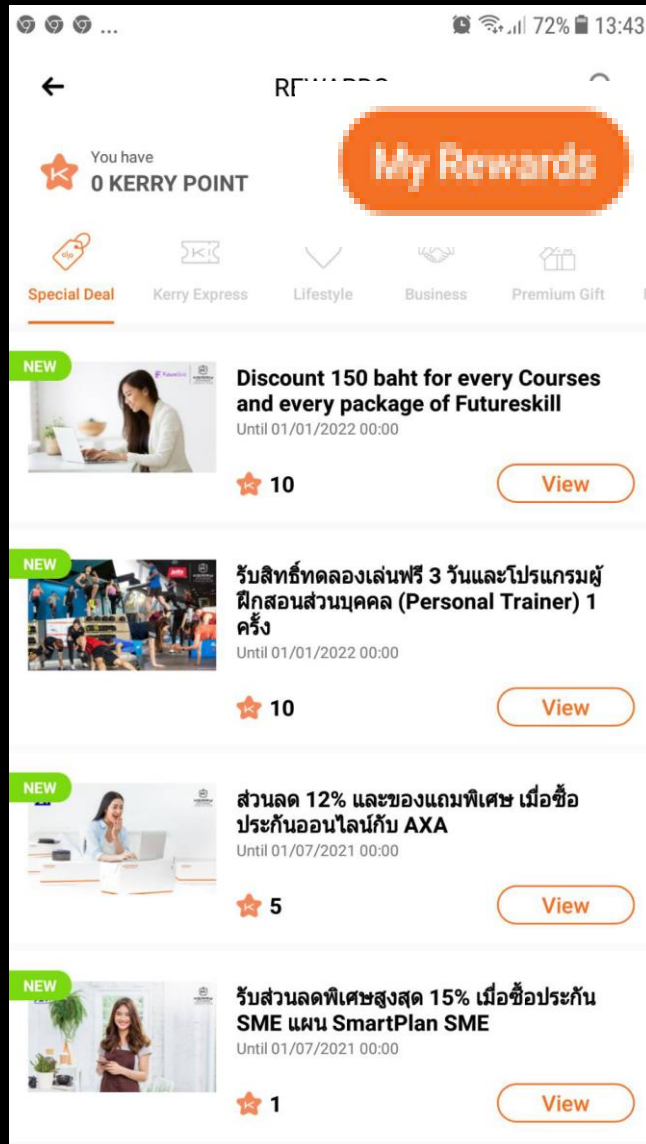 72% 13:43
You have
0 KERRY POINT
My Rewards
Special Deal
Kerry Express
Lifestyle
Business
Premium Gift
NEW
Discount 150 baht for every Courses
and every package of Futureskill
Until 01/01/2022 00:00
10
View
NEW
รับสิทธิ์ทดลองเล่นฟรี 3 วันและโปรแกรมผู้
ฝึกสอนส่วนบุคคล (Personal Trainer) 1
ครั้ง
Until 01/01/2022 00:00
10
View
NEW
ส่วนลด 12% และของแถมพิเศษ เมื่อซื้อ
ประกันออนไลน์กับ AXA
Until 01/07/2021 00:00
5
View
NEW
รับส่วนลดพิเศษสูงสุด 15% เมื่อซื้อประกัน
SME แผน SmartPlan SME
Until 01/07/2021 00:00
1
View